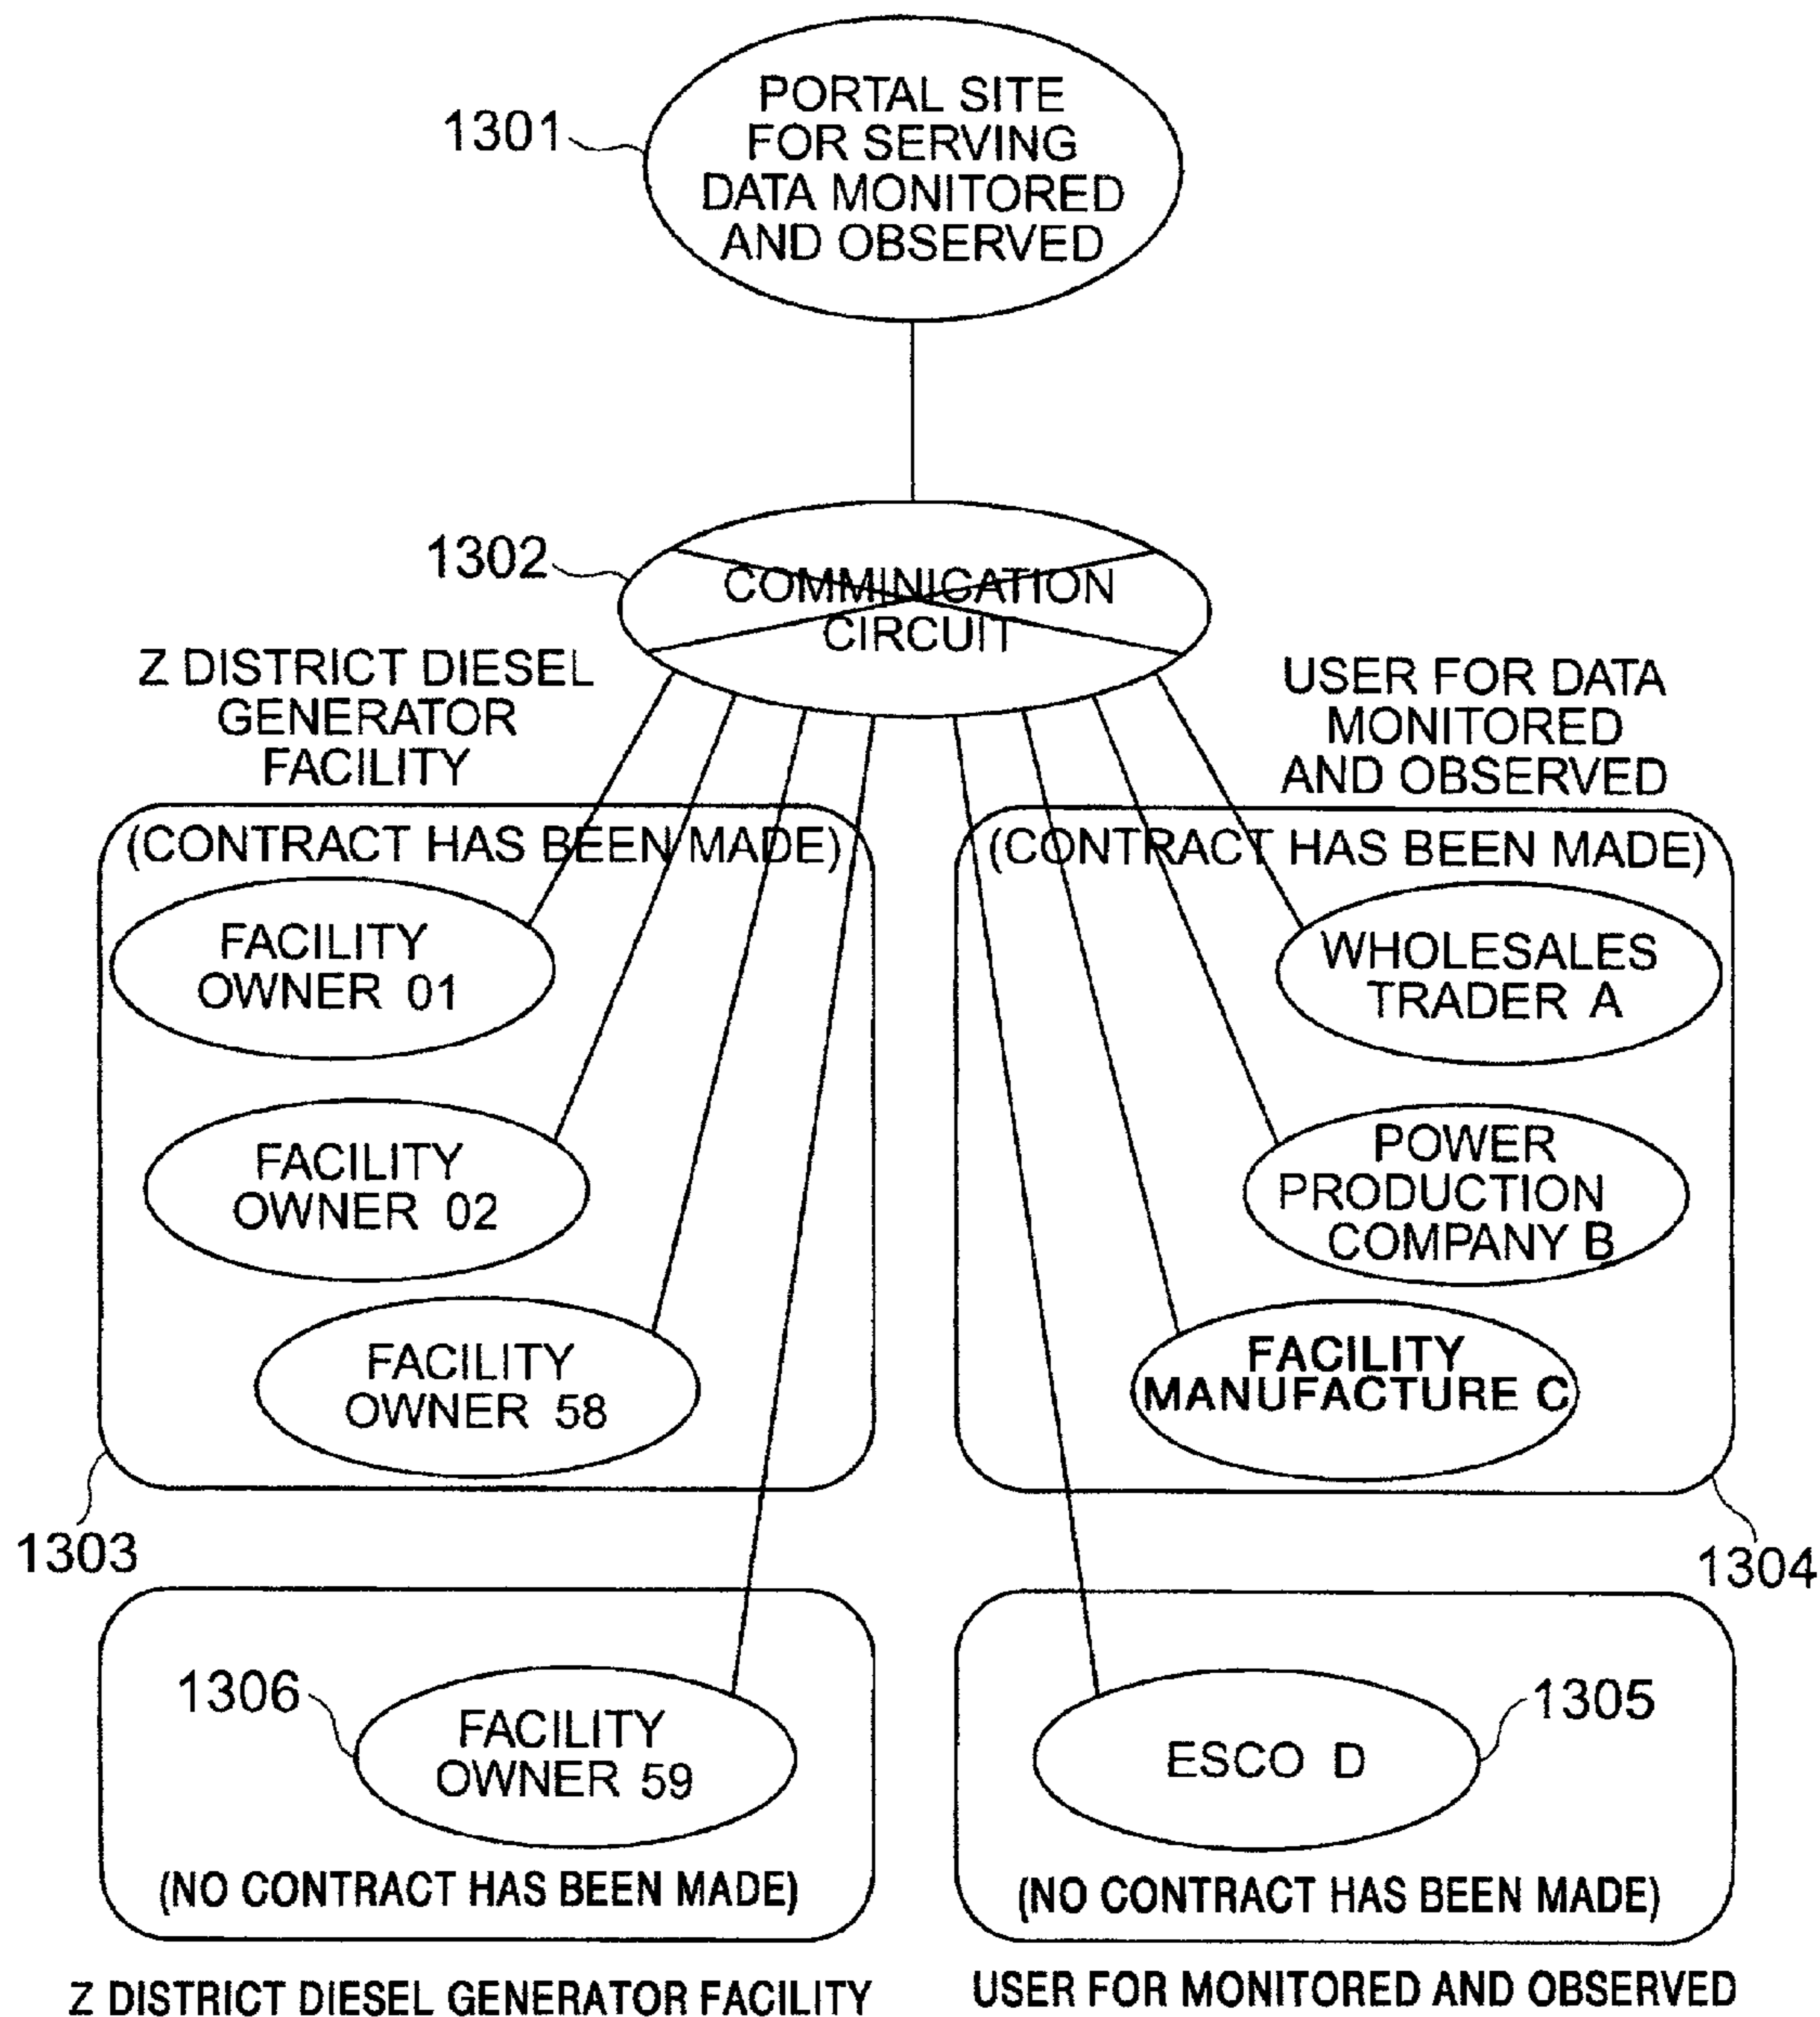 PORTAL SITE
FOR SERVING
DATA MONITORED
AND OBSERVED
1301
1302
COMMINICATION
CIRCUIT
Z DISTRICT DIESEL
GENERATOR
FACILITY
(CONTRACT HAS BEEN MADE)
FACILITY
OWNER 01
FACILITY
OWNER 02
FACILITY
OWNER 58
1303
USER FOR DATA
MONITORED
AND OBSERVED
(CONTRACT HAS BEEN MADE)
WHOLESALES
TRADER A
POWER
PRODUCTION
COMPANY B
FACILITY
MANUFACTURE C
1304
1306
FACILITY
OWNER 59
(NO CONTRACT HAS BEEN MADE)
Z DISTRICT DIESEL GENERATOR FACILITY
1305
ESCO D
(NO CONTRACT HAS BEEN MADE)
USER FOR MONITORED AND OBSERVED